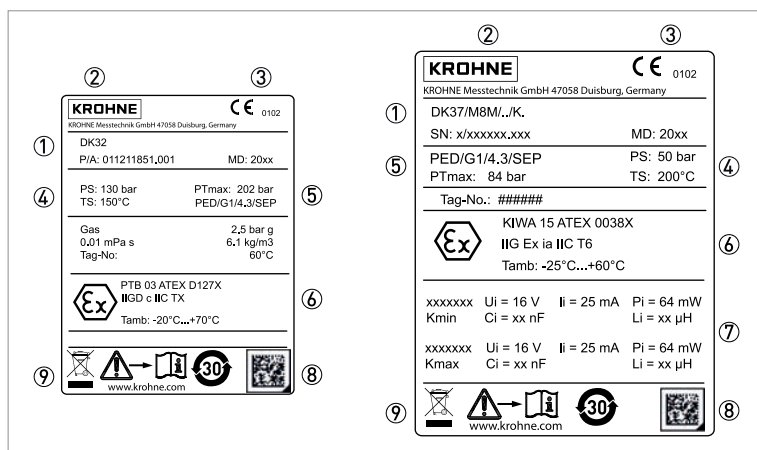 ② ③
KROHNE CE 0102
KROHNE Messtechnik GmbH 47058 Duisburg, Germany
① DK32
P/A: 011211851.001 MD: 20xx
④ PS: 130 bar PTmax: 202 bar ⑤
TS: 150°C PED/G1/4.3/SEP
Gas 2.5 bar g
0.01 mPa s 6.1 kg/m3
Tag-No: 60°C
Ex PTB 03 ATEX D127X
IIGD c IIC TX ⑥
Tamb: -20°C...+70°C
⑨ 30 ⑧
www.krohne.com
② ③
KROHNE CE 0102
KROHNE Messtechnik GmbH 47058 Duisburg, Germany
① DK37/M8M/../K.
SN: x/xxxxxx.xxx MD: 20xx
⑤ PED/G1/4.3/SEP PS: 50 bar ④
PTmax: 84 bar TS: 200°C
Tag-No.: ######
Ex KIWA 15 ATEX 0038X
IIG Ex ia IIC T6 ⑥
Tamb: -25°C...+60°C
xxxxxxx Ui = 16 V Ii = 25 mA Pi = 64 mW
Kmin Ci = xx nF Li = xx µH
⑦
xxxxxxx Ui = 16 V Ii = 25 mA Pi = 64 mW
Kmax Ci = xx nF Li = xx µH
⑨ 30 ⑧
www.krohne.com